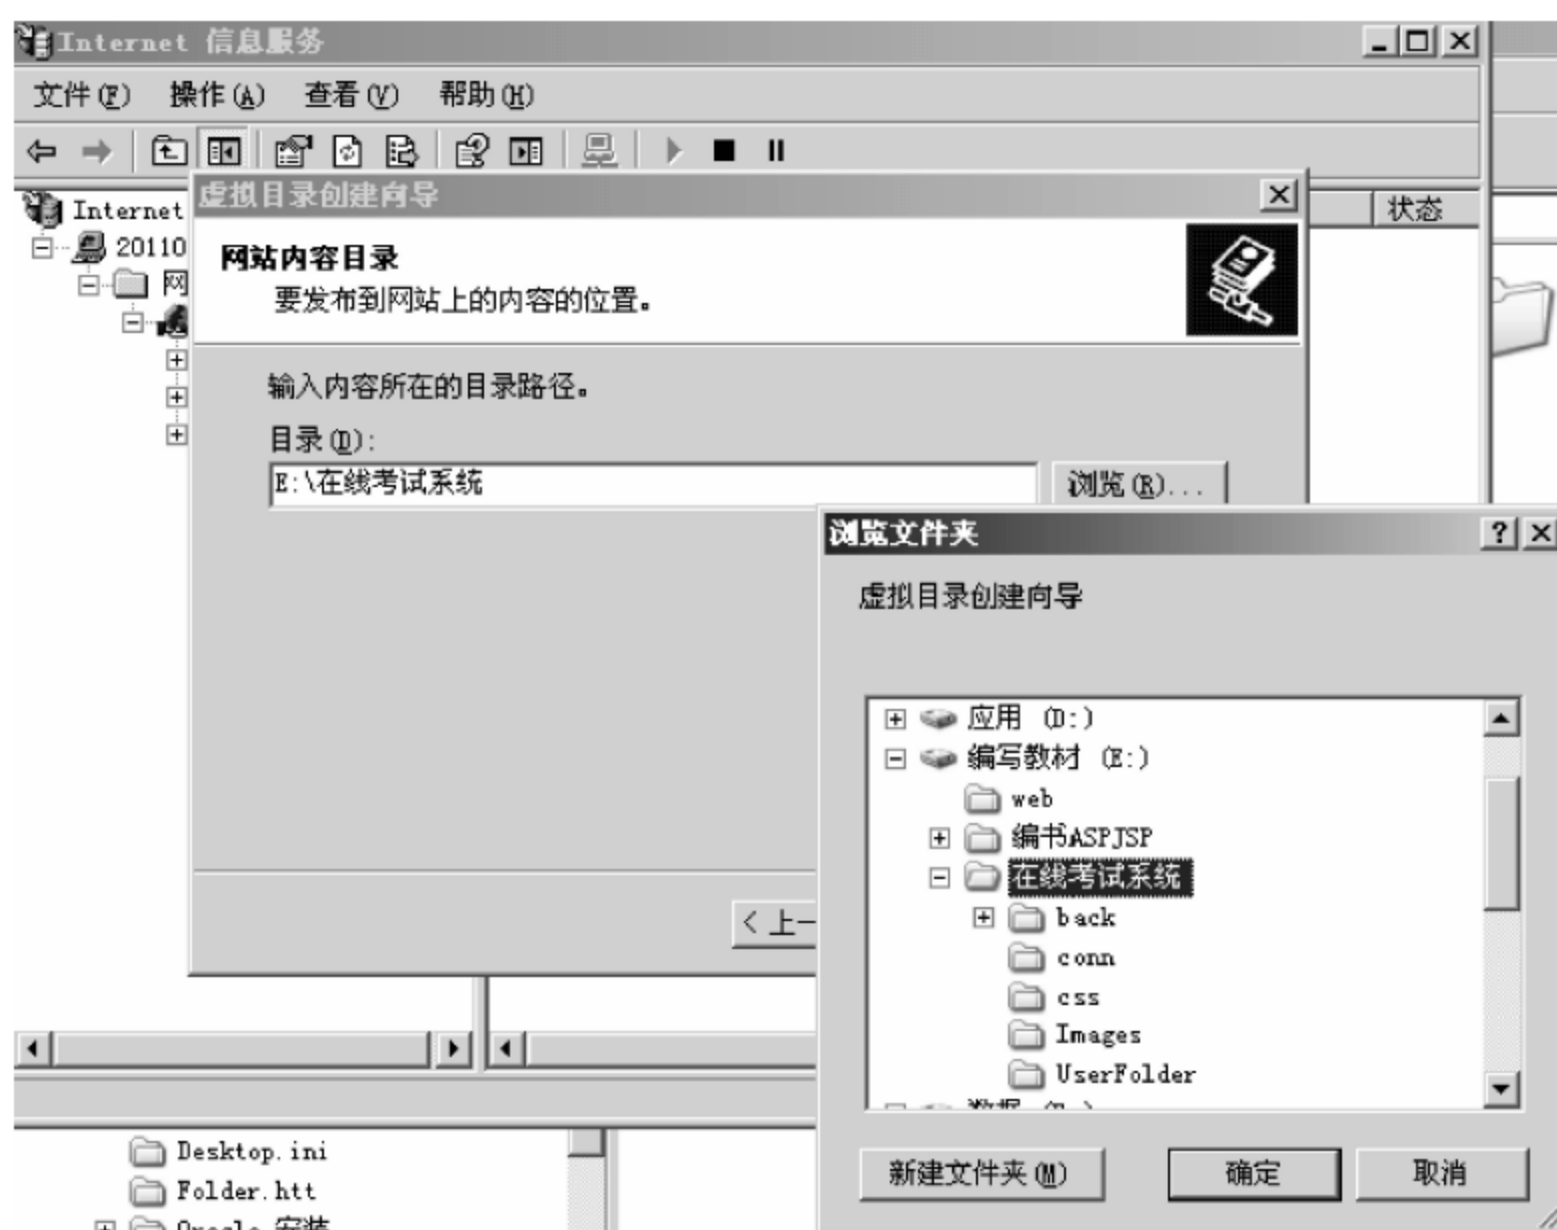 Internet 信息服务
文件(F) 操作(A) 查看(V) 帮助(H)
Internet
状态
20110
网
虚拟目录创建向导
网站内容目录
要发布到网站上的内容的位置。
输入内容所在的目录路径。
目录(D):
E:\在线考试系统
浏览(R)...
< 上一
浏览文件夹
虚拟目录创建向导
应用 (D:)
编写教材 (E:)
web
编书ASPJSP
在线考试系统
back
conn
css
Images
UserFolder
新建文件夹(M) 确定 取消
Desktop.ini
Folder.htt
Oracle 安装